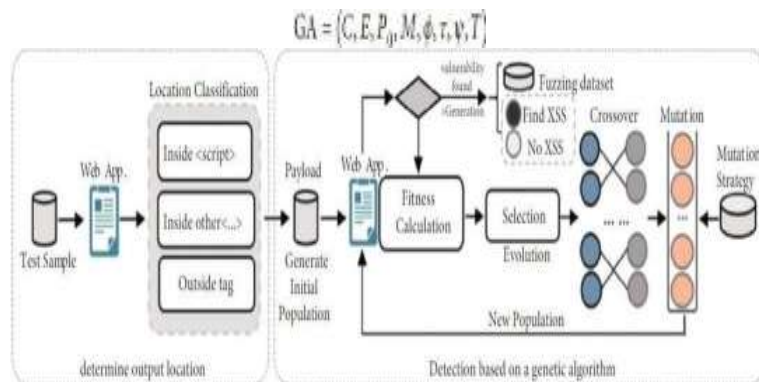 GA = (C, E, P₀, M, ϕ, τ, ψ, T)
Location Classification
Inside <script>
Inside other<...>
Outside tag
Test Sample
Web App.
determine output location
Payload
Generate
Initial
Population
Web App.
vulnerability
found
>Generation
Fuzzing dataset
Find XSS
No XSS
Fitness
Calculation
Selection
Evolution
Crossover
... ...
Mutation
...
Mutation
Strategy
New Population
Detection based on a genetic algorithm